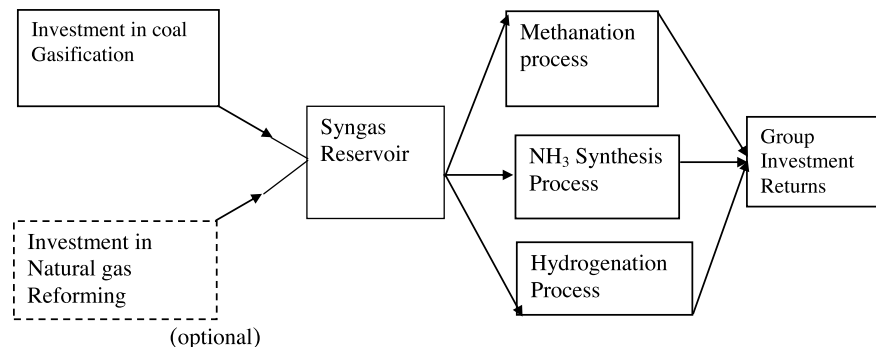 Investment in coal
Gasification
Investment in
Natural gas
Reforming
(optional)
Syngas
Reservoir
Methanation
process
NH₃ Synthesis
Process
Hydrogenation
Process
Group
Investment
Returns